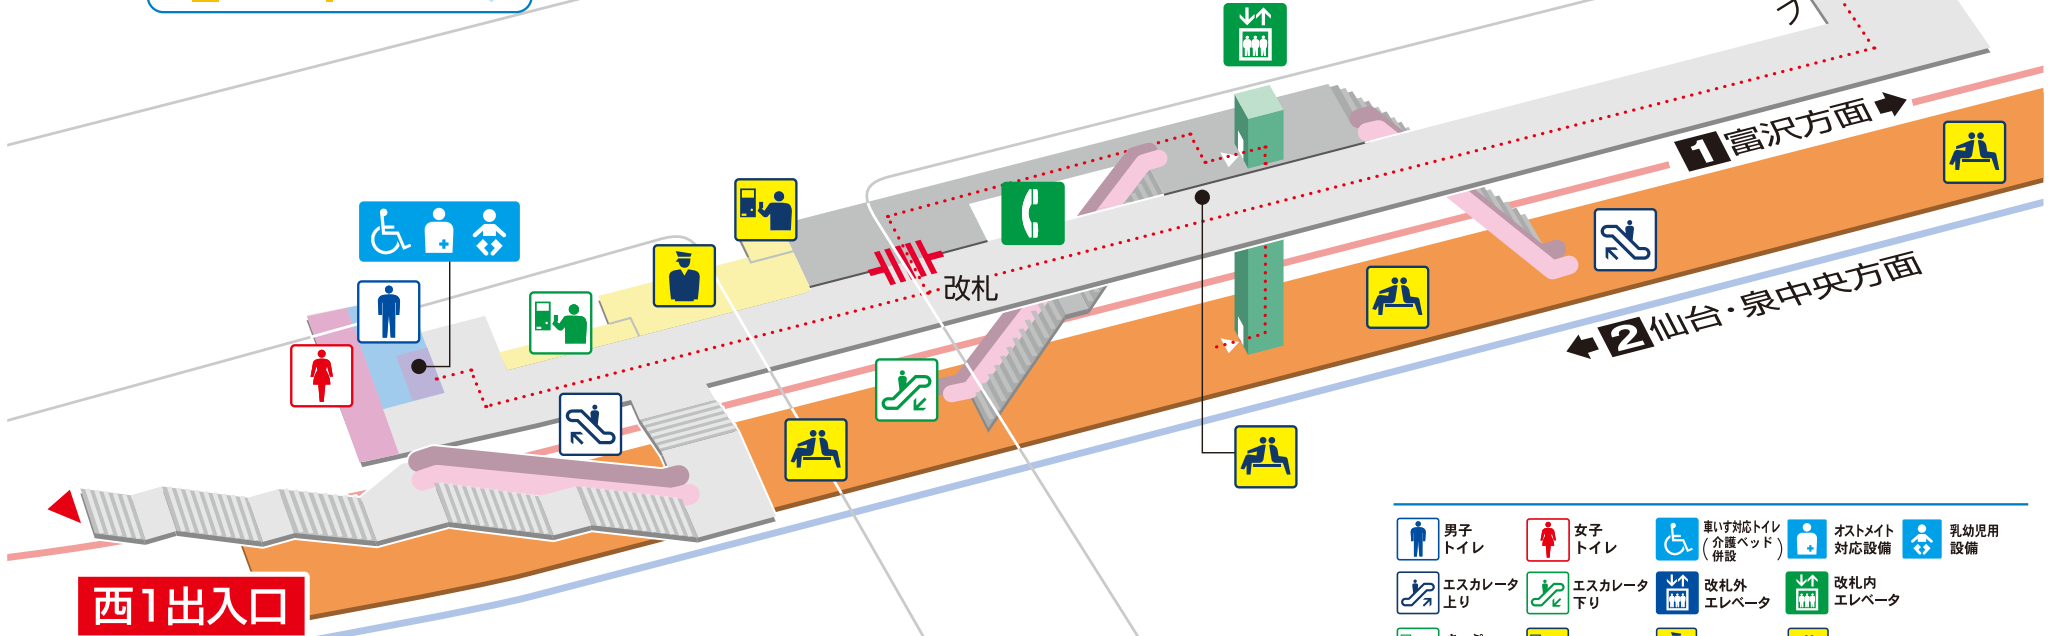 1富沢方面
改札
2仙台・泉中央方面
西1出入口
男子
トイレ
女子
トイレ
車いす対応トイレ
(介護ベッド)
併設
オストメイト
対応設備
乳幼児用
設備
エスカレータ
上り
エスカレータ
下り
改札外
エレベータ
改札内
エレベータ